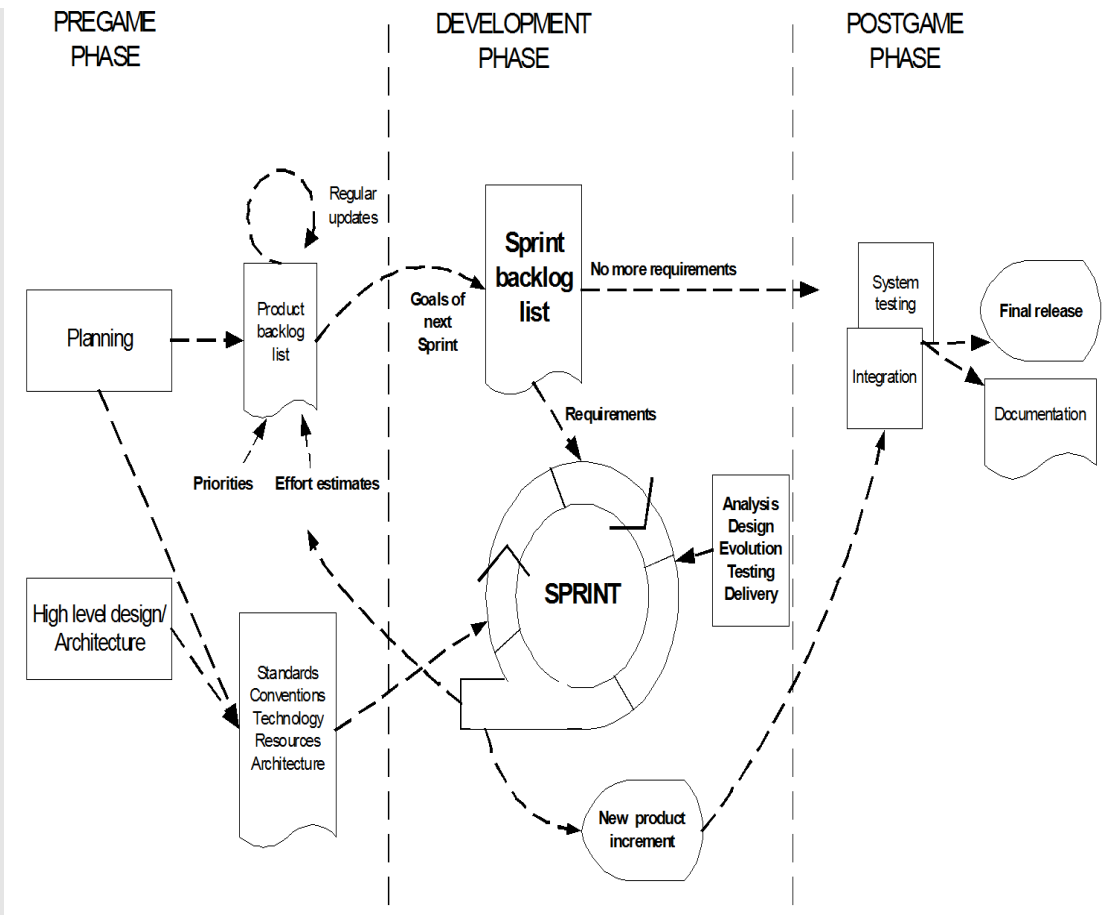 PREGAME
PHASE
DEVELOPMENT
PHASE
POSTGAME
PHASE
Regular
updates
Planning
Product
backlog
list
Goals of
next
Sprint
Sprint
backlog
list
No more requirements
System
testing
Integration
Final release
Documentation
Priorities
Effort estimates
Requirements
High level design/
Architecture
Standards
Conventions
Technology
Resources
Architecture
SPRINT
Analysis
Design
Evolution
Testing
Delivery
New product
increment